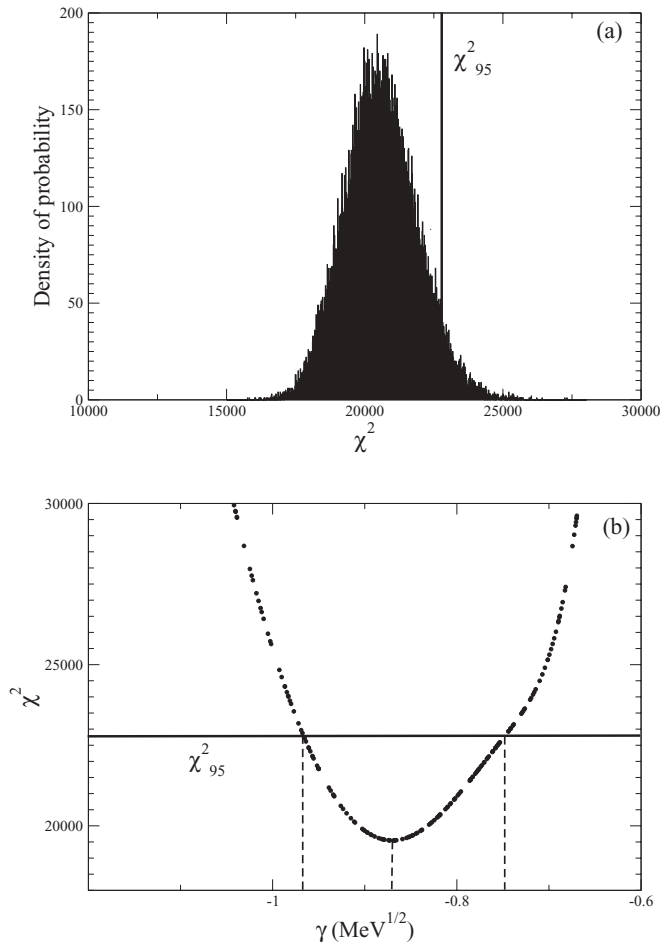 200
(a)
χ²₉₅
150
Density of probability
100
50
0
10000 15000 20000 25000 30000
χ²
30000
(b)
25000
χ²
χ²₉₅
20000
-1 -0.8 -0.6
γ (MeV¹/²)